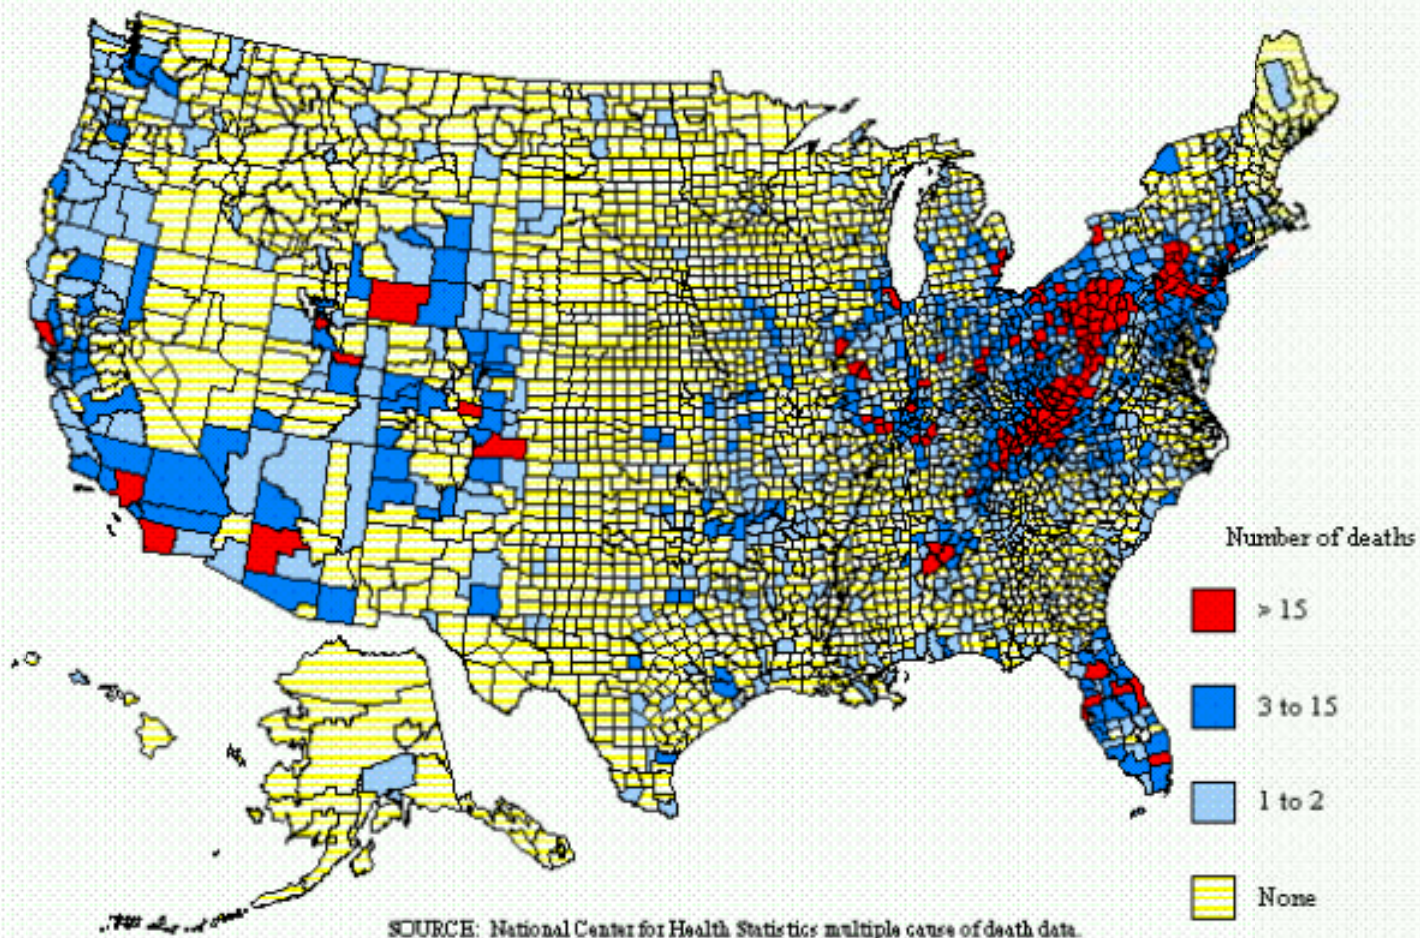 Number of deaths
> 15
3 to 15
1 to 2
None
SOURCE: National Center for Health Statistics multiple cause of death data.